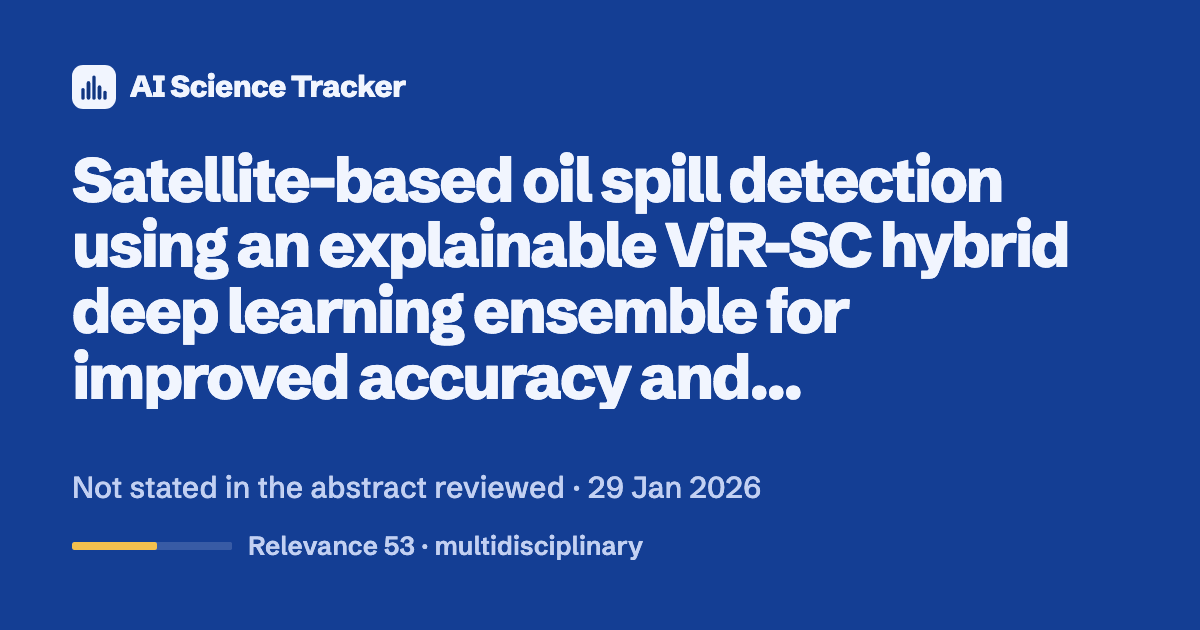 AI Science Tracker
Satellite-based oil spill detection
using an explainable ViR-SC hybrid
deep learning ensemble for
improved accuracy and...
Not stated in the abstract reviewed · 29 Jan 2026
Relevance 53 · multidisciplinary